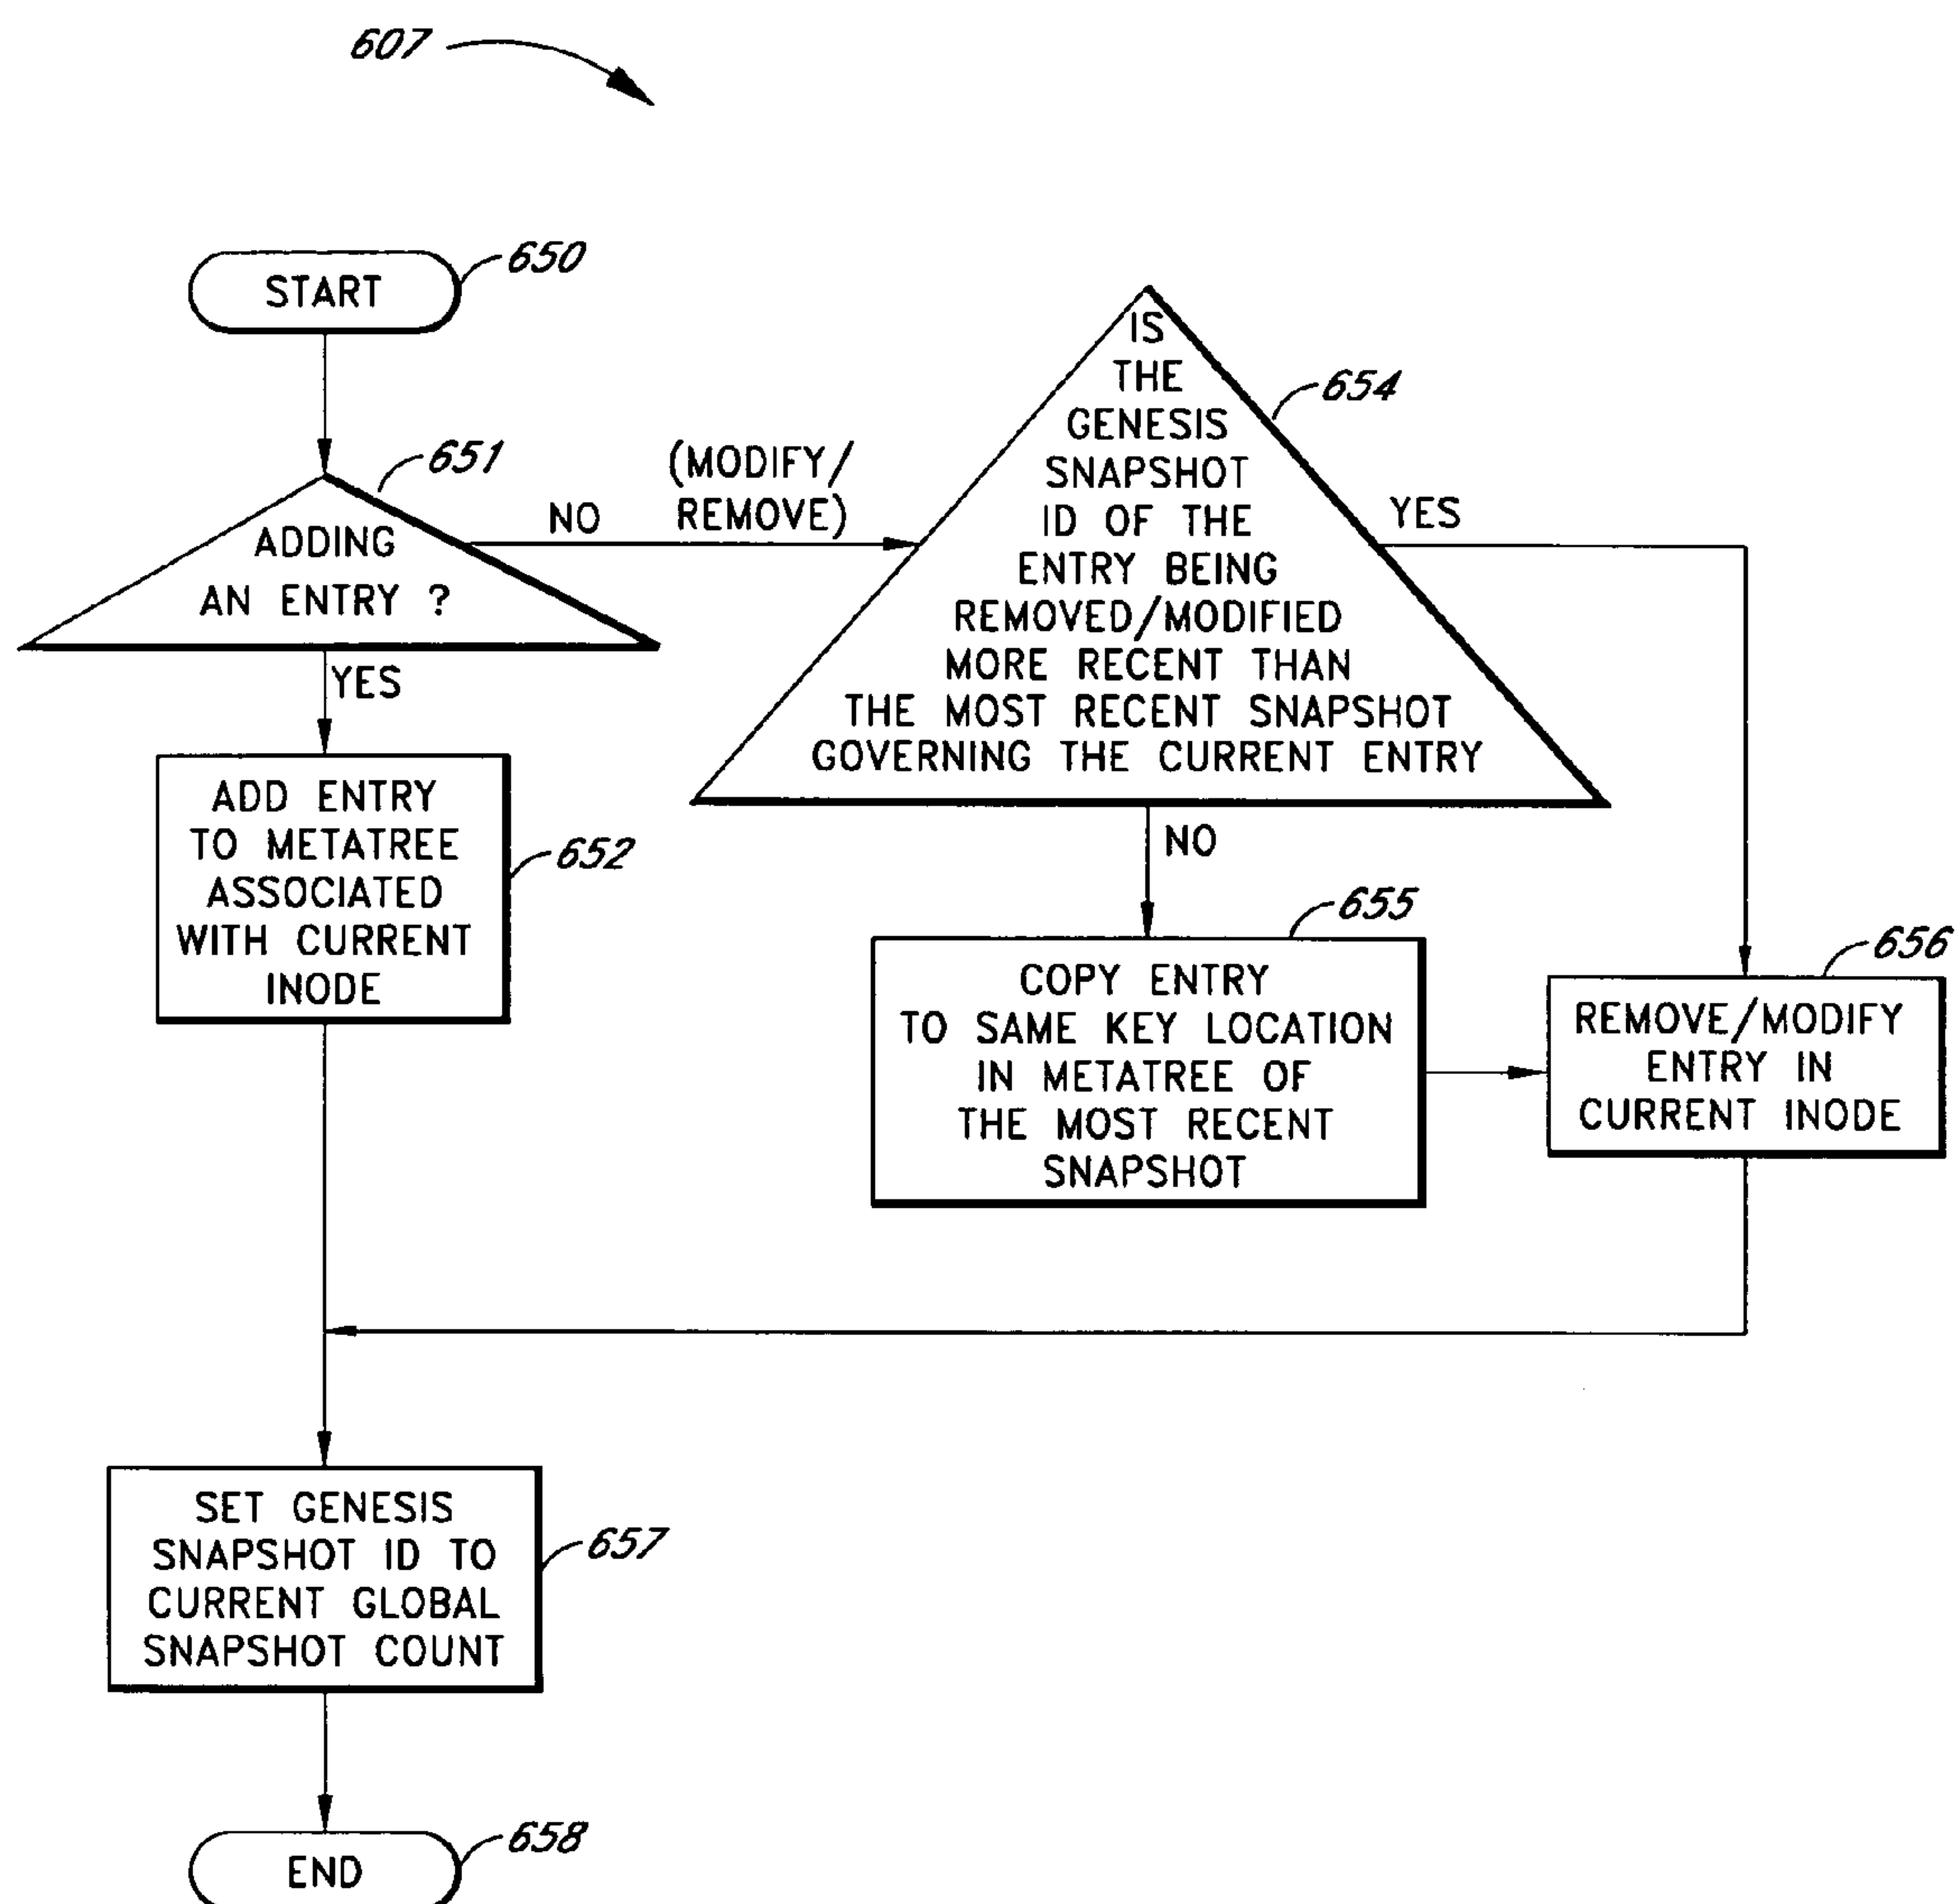 607
START
650
651
ADDING
AN ENTRY ?
NO
(MODIFY/
REMOVE)
YES
IS
THE
GENESIS
SNAPSHOT
ID OF THE
ENTRY BEING
REMOVED/MODIFIED
MORE RECENT THAN
THE MOST RECENT SNAPSHOT
GOVERNING THE CURRENT ENTRY
654
YES
NO
ADD ENTRY
TO METATREE
ASSOCIATED
WITH CURRENT
INODE
652
COPY ENTRY
TO SAME KEY LOCATION
IN METATREE OF
THE MOST RECENT
SNAPSHOT
655
REMOVE/MODIFY
ENTRY IN
CURRENT INODE
656
SET GENESIS
SNAPSHOT ID TO
CURRENT GLOBAL
SNAPSHOT COUNT
657
END
658